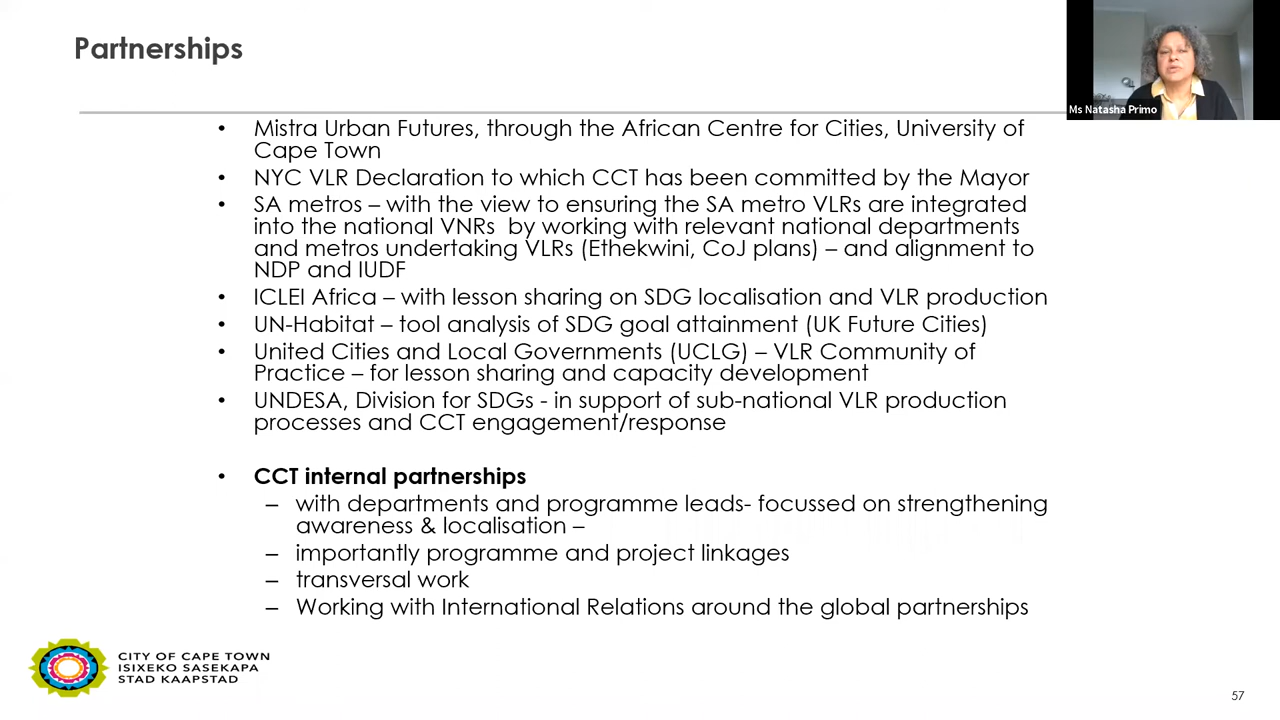 Partnerships
Ms Natasha Primo
• Mistra Urban Futures, through the African Centre for Cities, University of
Cape Town
• NYC VLR Declaration to which CCT has been committed by the Mayor
• SA metros – with the view to ensuring the SA metro VLRs are integrated
into the national VNRs  by working with relevant national departments
and metros undertaking VLRs (Ethekwini, CoJ plans) – and alignment to
NDP and IUDF
• ICLEI Africa – with lesson sharing on SDG localisation and VLR production
• UN-Habitat – tool analysis of SDG goal attainment (UK Future Cities)
• United Cities and Local Governments (UCLG) – VLR Community of
Practice – for lesson sharing and capacity development
• UNDESA, Division for SDGs - in support of sub-national VLR production
processes and CCT engagement/response
• CCT internal partnerships
– with departments and programme leads- focussed on strengthening
awareness & localisation –
– importantly programme and project linkages
– transversal work
– Working with International Relations around the global partnerships
CITY OF CAPE TOWN
ISIXEKO SASEKAPA
STAD KAAPSTAD
57